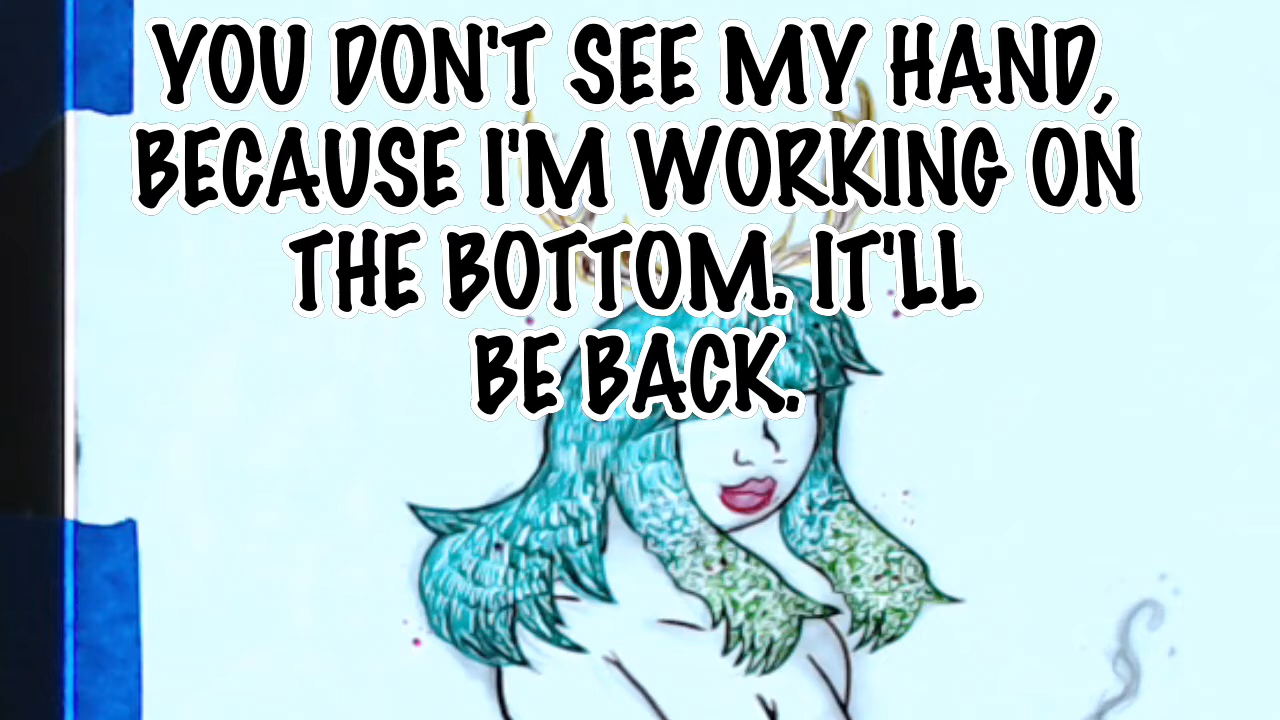 YOU DON'T SEE MY HAND,
BECAUSE I'M WORKING ON
THE BOTTOM. IT'LL
BE BACK.